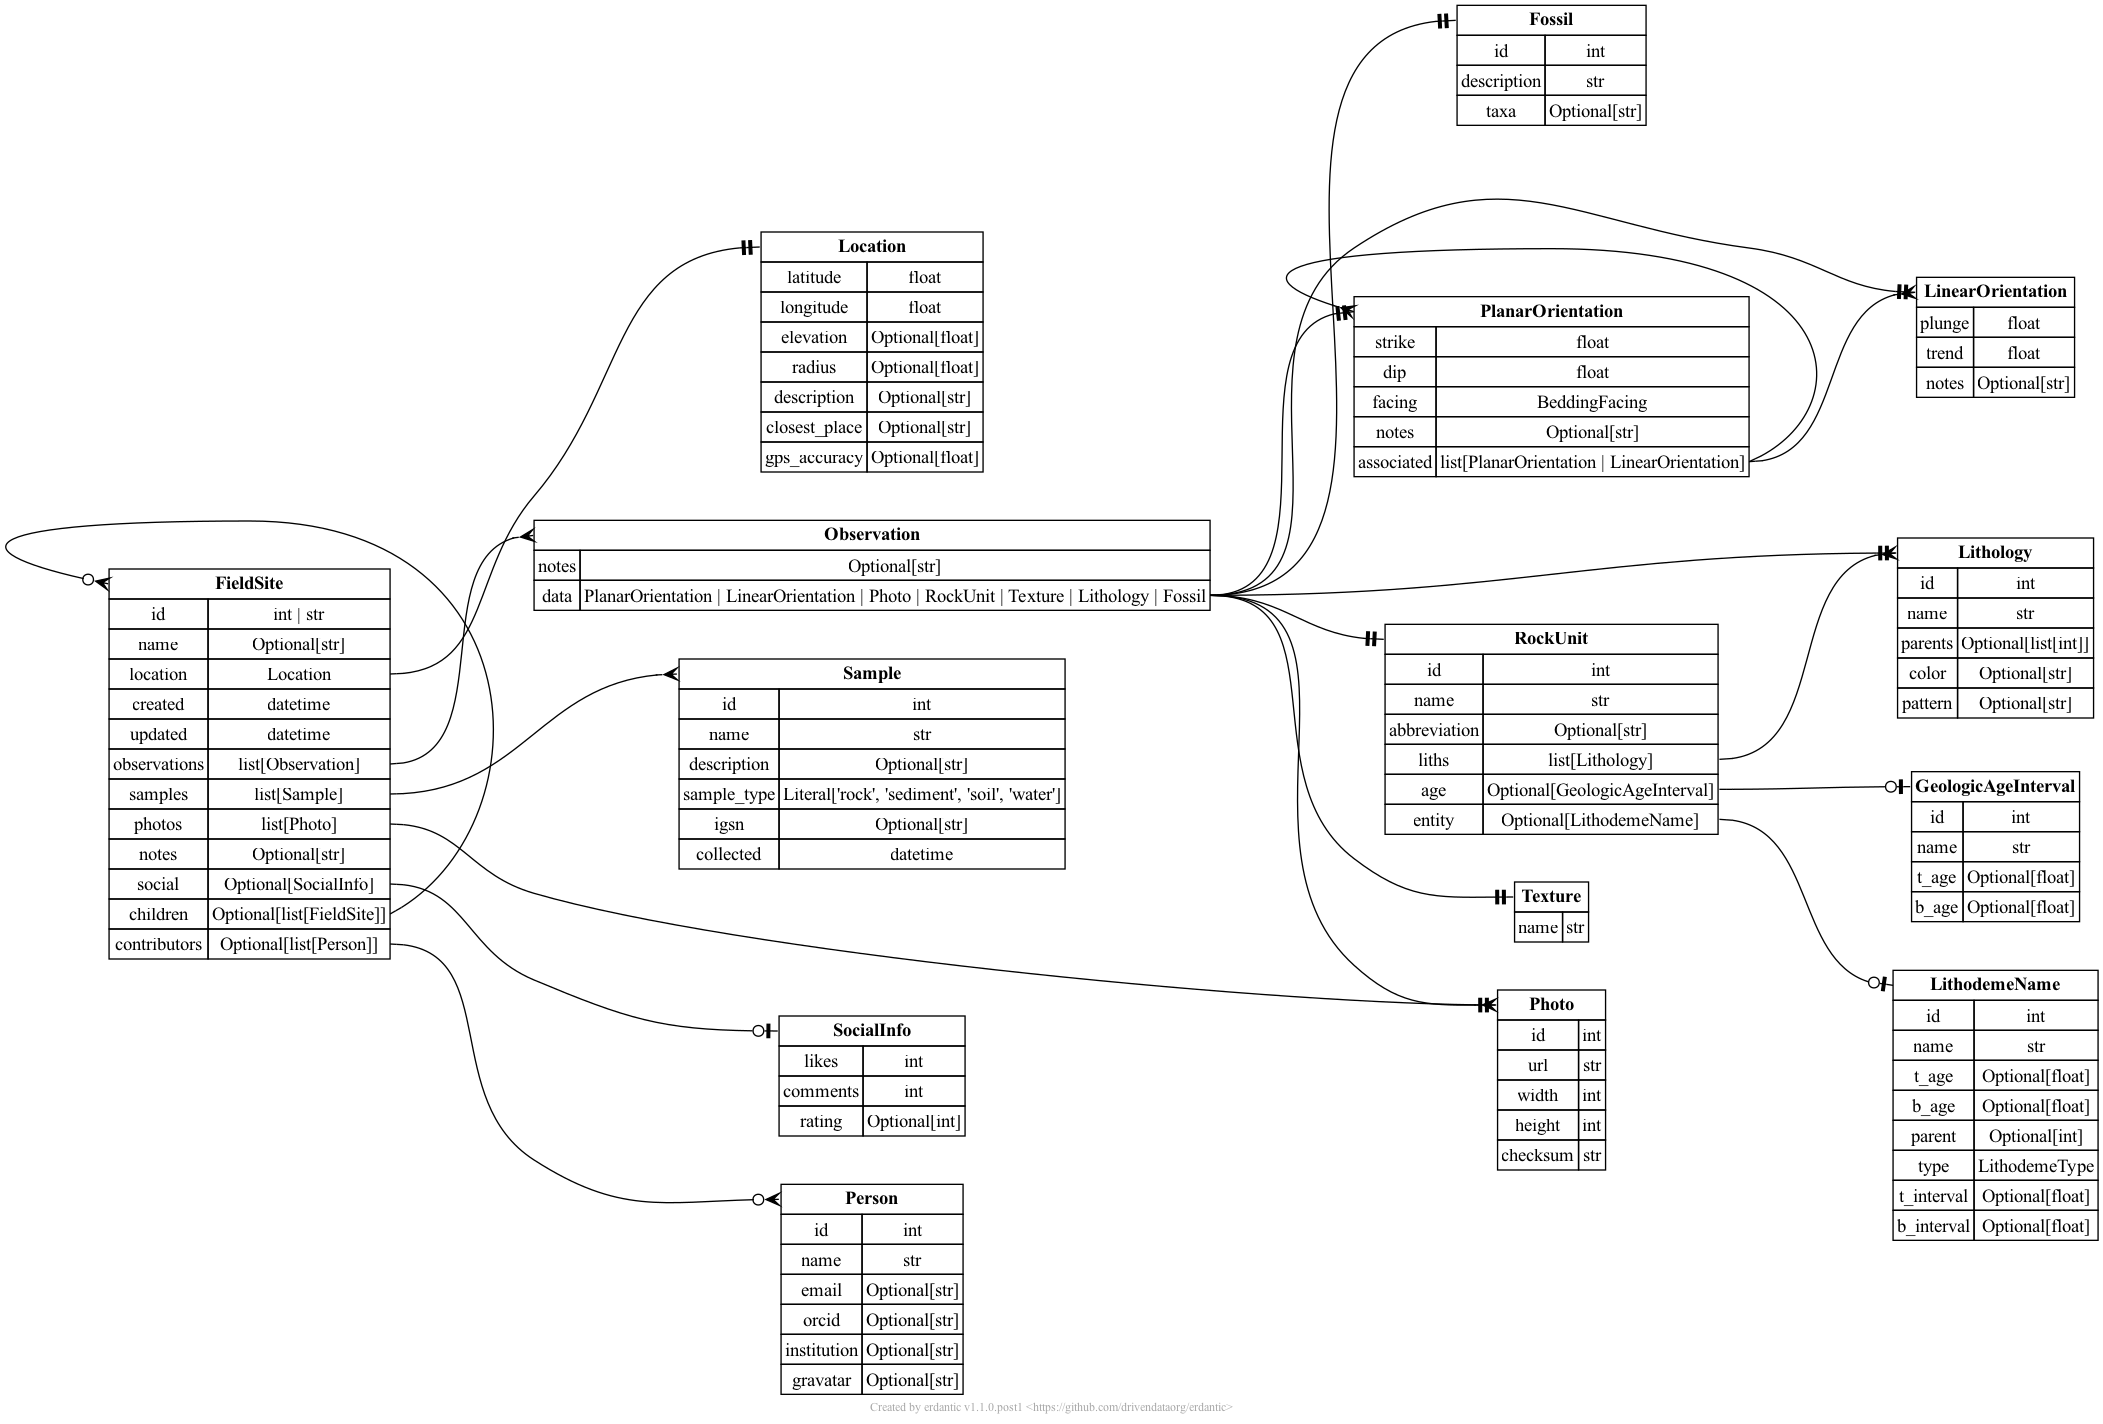 Fossil
id int
description str
taxa Optional[str]
Location
latitude float
longitude float
elevation Optional[float]
radius Optional[float]
description Optional[str]
closest_place Optional[str]
gps_accuracy Optional[float]
PlanarOrientation
strike float
dip float
facing BeddingFacing
notes Optional[str]
associated list[PlanarOrientation | LinearOrientation]
LinearOrientation
plunge float
trend float
notes Optional[str]
Observation
notes Optional[str]
data PlanarOrientation | LinearOrientation | Photo | RockUnit | Texture | Lithology | Fossil
FieldSite
id int | str
name Optional[str]
location Location
created datetime
updated datetime
observations list[Observation]
samples list[Sample]
photos list[Photo]
notes Optional[str]
social Optional[SocialInfo]
children Optional[list[FieldSite]]
contributors Optional[list[Person]]
Sample
id int
name str
description Optional[str]
sample_type Literal['rock', 'sediment', 'soil', 'water']
igsn Optional[str]
collected datetime
RockUnit
id int
name str
abbreviation Optional[str]
liths list[Lithology]
age Optional[GeologicAgeInterval]
entity Optional[LithodemeName]
Lithology
id int
name str
parents Optional[list[int]]
color Optional[str]
pattern Optional[str]
GeologicAgeInterval
id int
name str
t_age Optional[float]
b_age Optional[float]
Texture
name str
LithodemeName
id int
name str
t_age Optional[float]
b_age Optional[float]
parent Optional[int]
type LithodemeType
t_interval Optional[float]
b_interval Optional[float]
Photo
id int
url str
width int
height int
checksum str
SocialInfo
likes int
comments int
rating Optional[int]
Person
id int
name str
email Optional[str]
orcid Optional[str]
institution Optional[str]
gravatar Optional[str]
Created by erdantic v1.1.0.post1 <https://github.com/drivendataorg/erdantic>